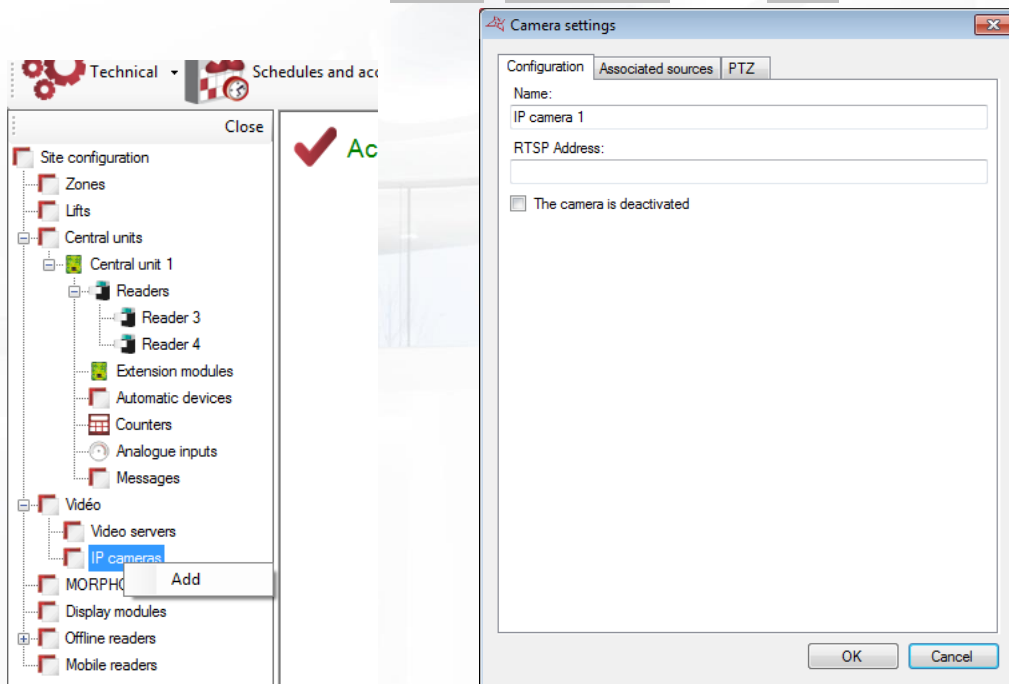 Technical
Schedules and acc
Close
Ac
Site configuration
Zones
Lifts
Central units
Central unit 1
Readers
Reader 3
Reader 4
Extension modules
Automatic devices
Counters
Analogue inputs
Messages
Vidéo
Video servers
IP cameras
Add
MORPHO
Display modules
Offline readers
Mobile readers
Camera settings
Configuration Associated sources PTZ
Name:
IP camera 1
RTSP Address:
The camera is deactivated
OK Cancel